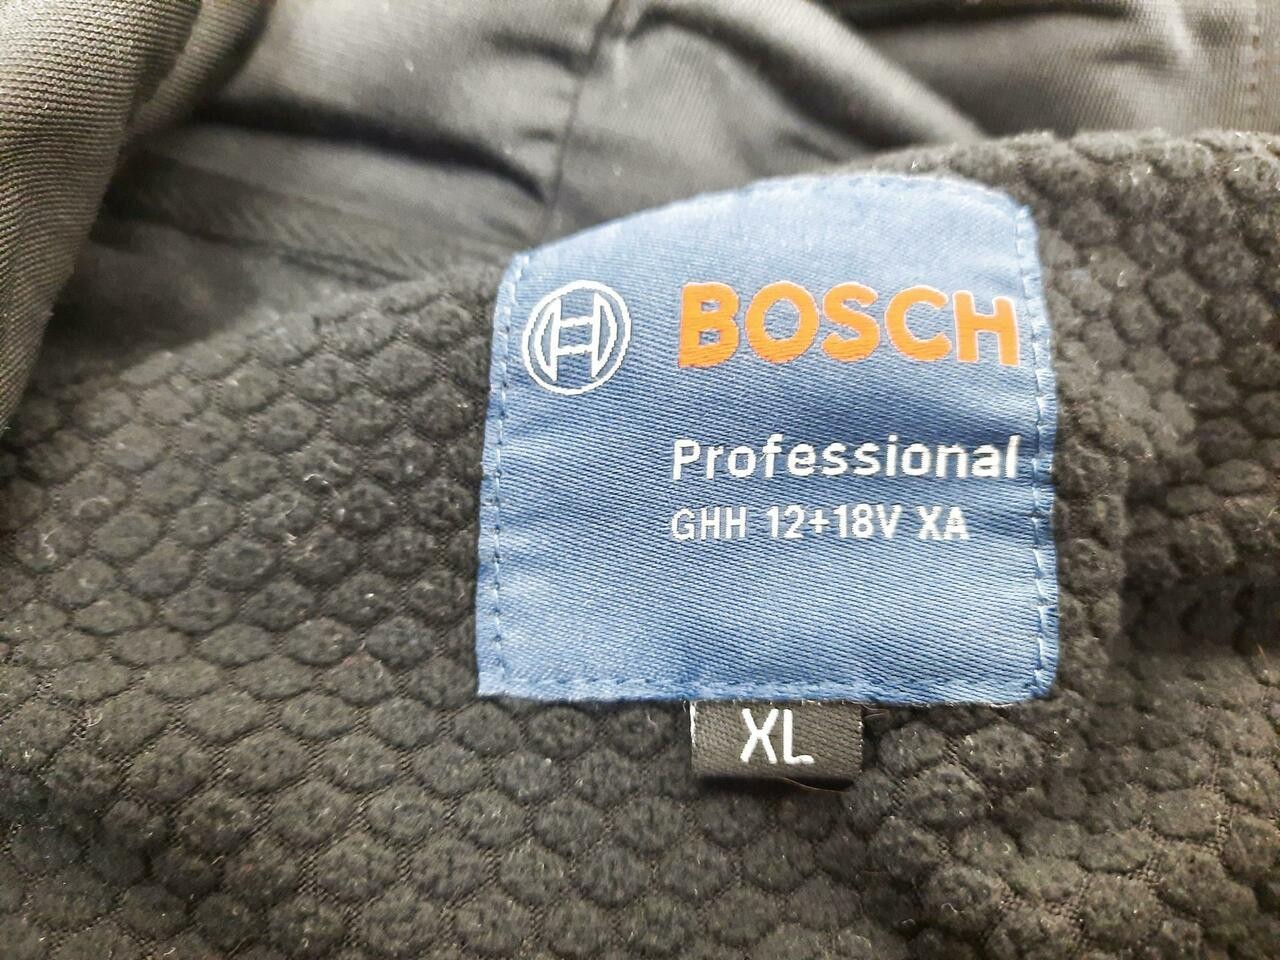 BOSCH
Professional
GHH 12+18V XA
XL